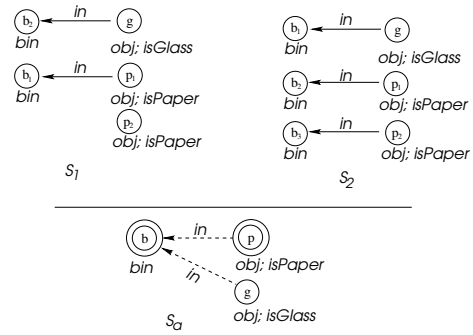 b₂ in g
bin obj; isGlass
b₁ in p₁
bin obj; isPaper
p₂
obj; isPaper
S₁
b₁ in g
bin obj; isGlass
b₂ in p₁
bin obj; isPaper
b₃ in p₂
bin obj; isPaper
S₂
b in p
bin obj; isPaper
in g
obj; isGlass
Sₐ